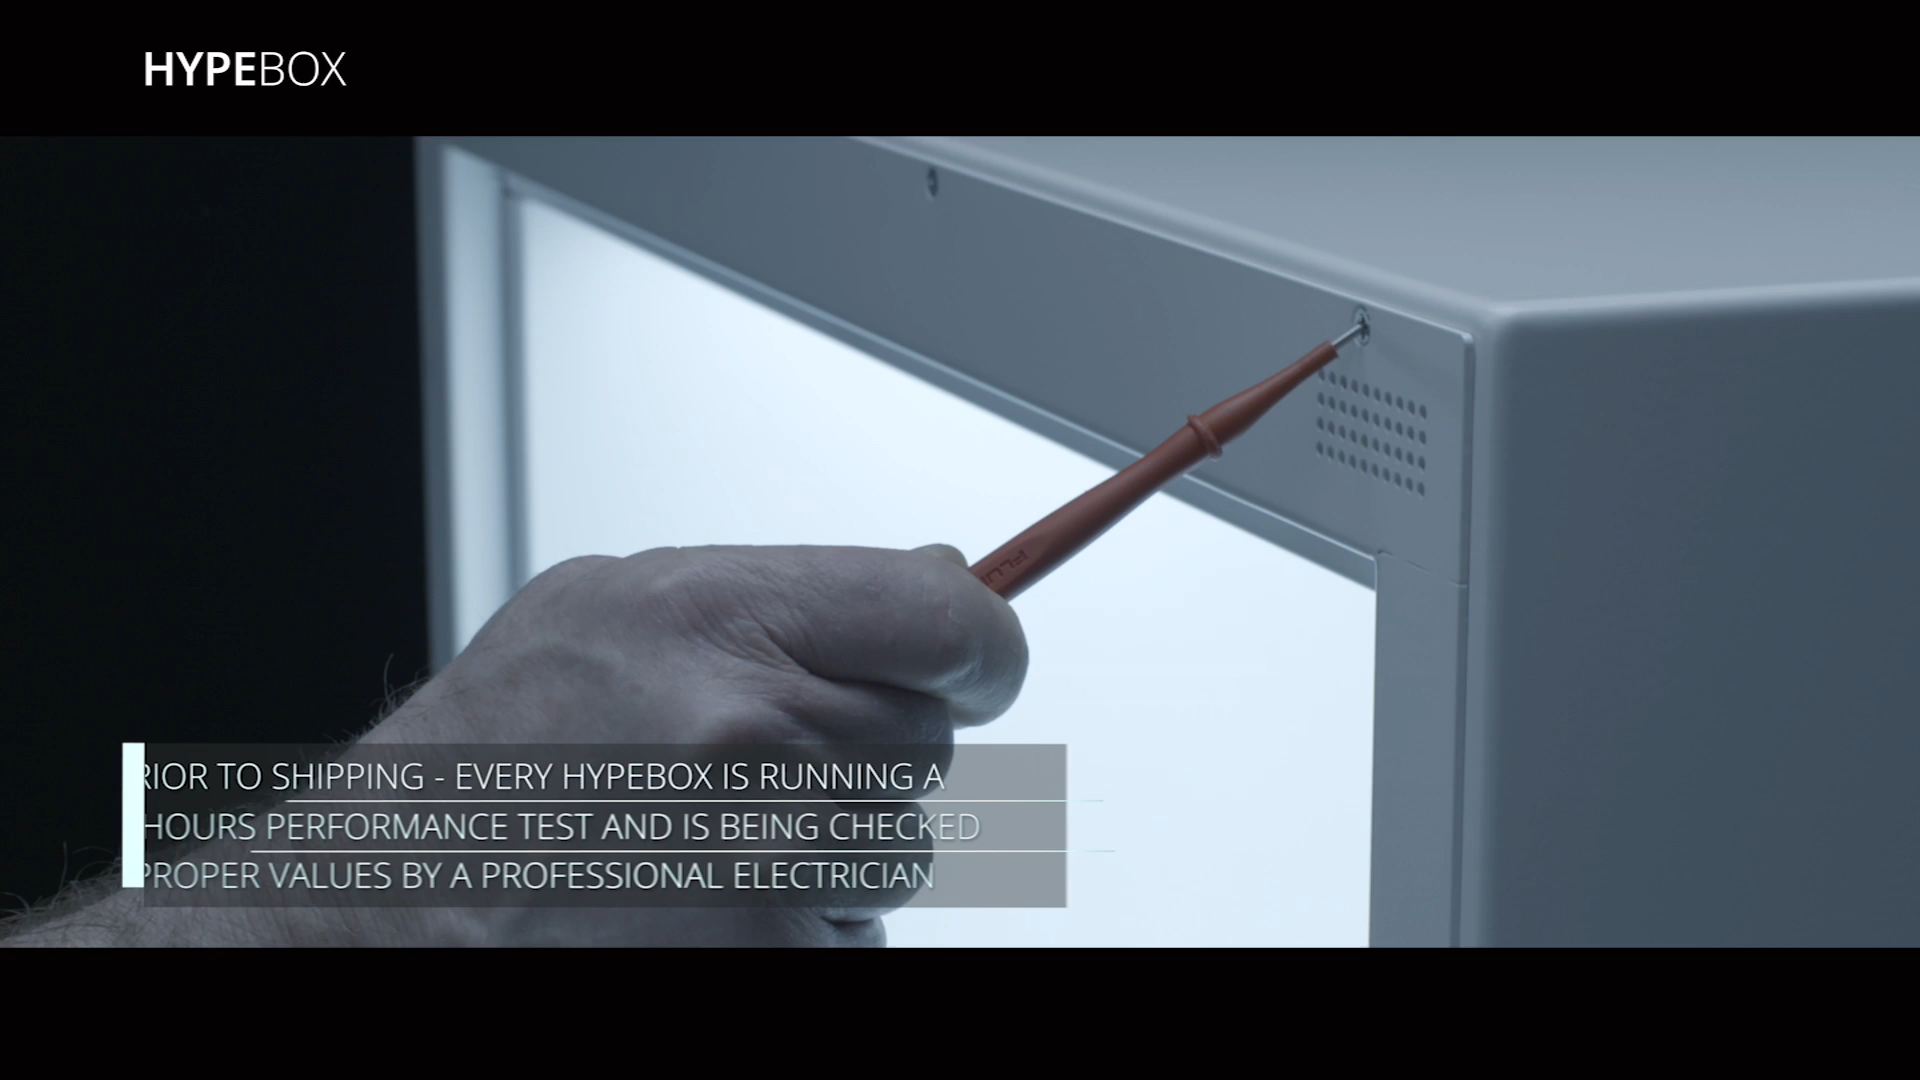 HYPEBOX
RIOR TO SHIPPING - EVERY HYPEBOX IS RUNNING A
HOURS PERFORMANCE TEST AND IS BEING CHECKED
PROPER VALUES BY A PROFESSIONAL ELECTRICIAN